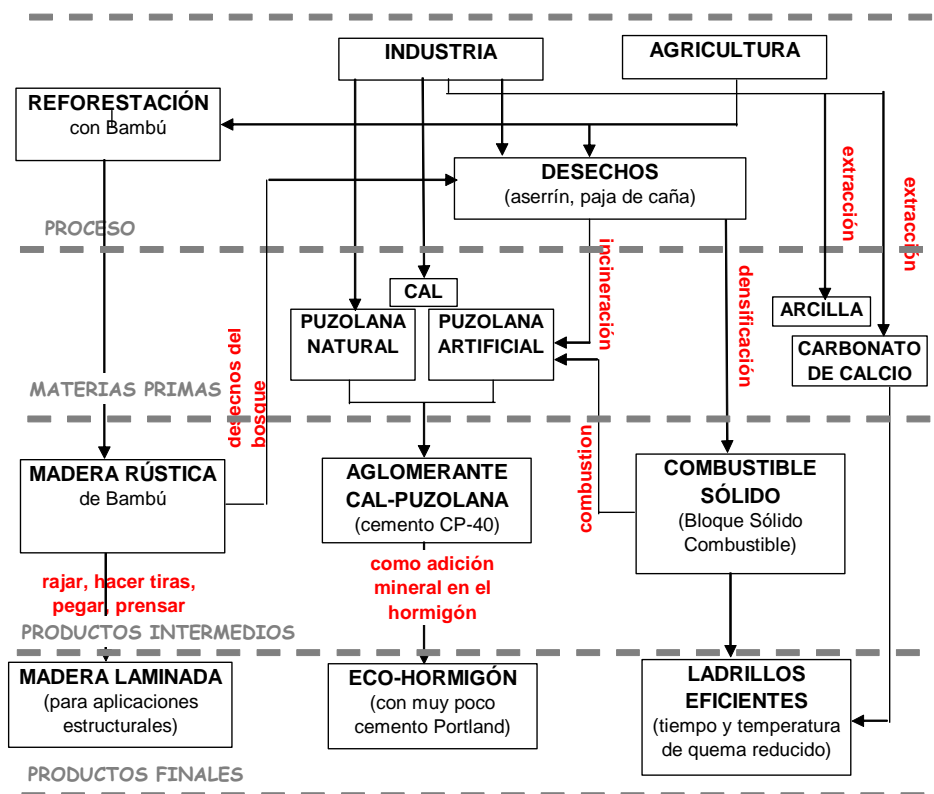 INDUSTRIA
AGRICULTURA
REFORESTACIÓN
con Bambú
DESECHOS
(aserrín, paja de caña)
extracción
extracción
PROCESO
incineración
densificación
CAL
PUZOLANA
NATURAL
PUZOLANA
ARTIFICIAL
ARCILLA
CARBONATO
DE CALCIO
MATERIAS PRIMAS
desecnos del
bosque
combustion
MADERA RÚSTICA
de Bambú
AGLOMERANTE
CAL-PUZOLANA
(cemento CP-40)
COMBUSTIBLE
SÓLIDO
(Bloque Sólido
Combustible)
rajar, hacer tiras,
pegar, prensar
como adición
mineral en el
hormigón
PRODUCTOS INTERMEDIOS
MADERA LAMINADA
(para aplicaciones
estructurales)
ECO-HORMIGÓN
(con muy poco
cemento Portland)
LADRILLOS
EFICIENTES
(tiempo y temperatura
de quema reducido)
PRODUCTOS FINALES